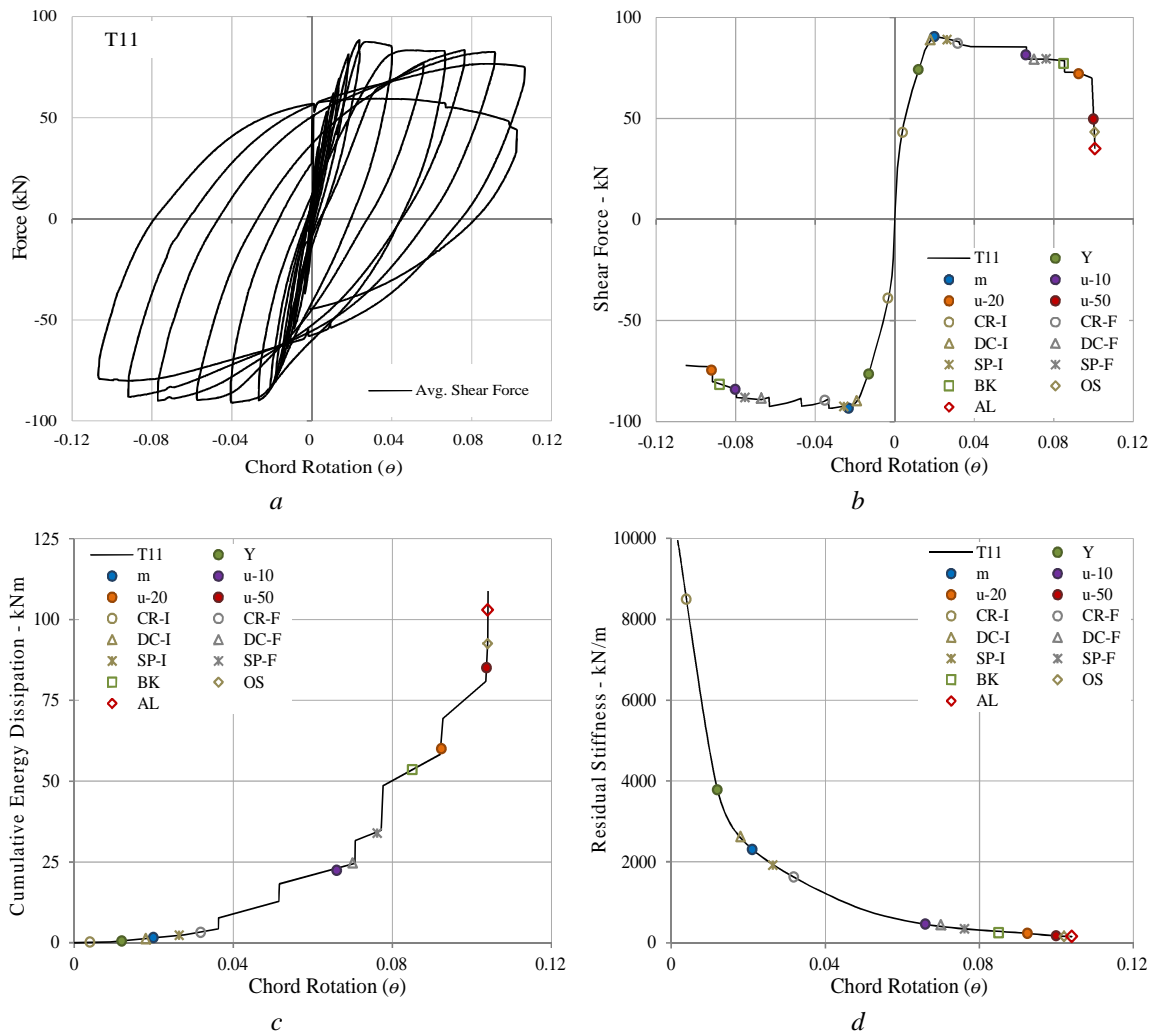 T11
Force (kN)
100
50
0
-50
-100
-0.12
-0.08
-0.04
0
0.04
0.08
0.12
Avg. Shear Force
Chord Rotation (ɵ)
a
Shear Force - kN
100
50
0
-50
-100
-0.12
-0.08
-0.04
0
0.04
0.08
0.12
T11
Y
m
u-10
u-20
u-50
CR-I
CR-F
DC-I
DC-F
SP-I
SP-F
BK
OS
AL
Chord Rotation (ɵ)
b
Cumulative Energy Dissipation - kNm
125
100
75
50
25
0
0
0.04
0.08
0.12
T11
Y
m
u-10
u-20
u-50
CR-I
CR-F
DC-I
DC-F
SP-I
SP-F
BK
OS
AL
Chord Rotation (ɵ)
c
Residual Stiffness - kN/m
10000
8000
6000
4000
2000
0
0
0.04
0.08
0.12
T11
Y
m
u-10
u-20
u-50
CR-I
CR-F
DC-I
DC-F
SP-I
SP-F
BK
OS
AL
Chord Rotation (ɵ)
d